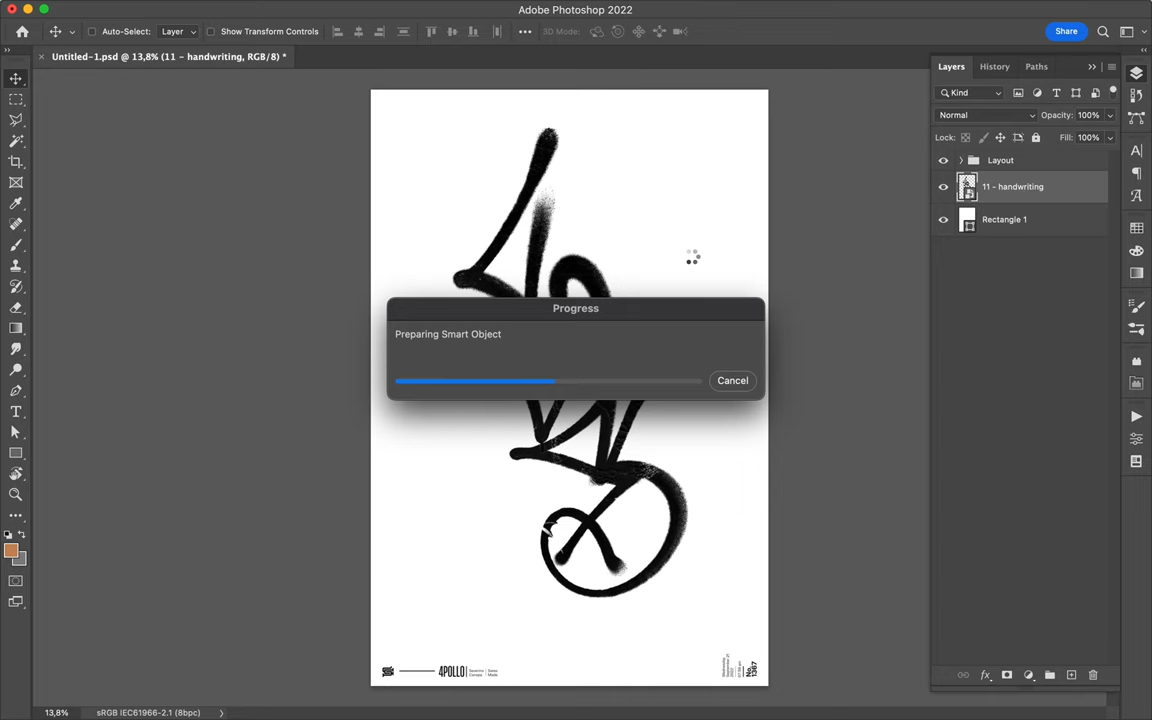 Adobe Photoshop 2022
Auto-Select: Layer Show Transform Controls ••• 3D Mode: Share
Untitled-1.psd @ 13,8% (11 - handwriting, RGB/8) *
Layers History Paths
Kind
Normal Opacity: 100%
Lock: Fill: 100%
Layout
11 - handwriting
Rectangle 1
Progress
Preparing Smart Object
Cancel
4POLLO
No. 1367
13,8% sRGB IEC61966-2.1 (8bpc)